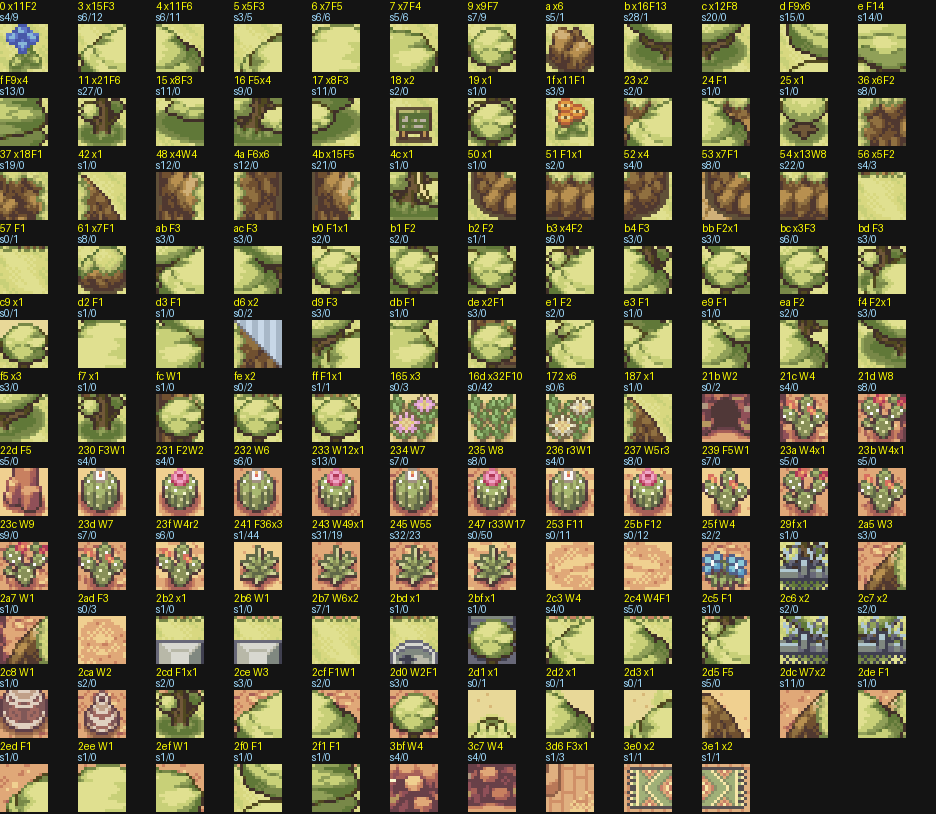 0 x11F2 3 x15F3 4 x11F6 5 x5F3 6 x7F5 7 x7F4 9 x9F7 a x6 b x16F13 c x12F8 d F9x6 e F14
s4/9 s6/12 s6/11 s3/5 s6/6 s5/6 s7/9 s5/1 s28/1 s20/0 s15/0 s14/0
f F9x4 11 x21F6 15 x8F3 16 F5x4 17 x8F3 18 x2 19 x1 1f x11F1 23 x2 24 F1 25 x1 36 x6F2
s13/0 s27/0 s11/0 s9/0 s11/0 s2/0 s1/0 s3/9 s2/0 s1/0 s1/0 s8/0
37 x18F1 42 x1 48 x4W4 4a F6x6 4b x15F5 4c x1 50 x1 51 F1x1 52 x4 53 x7F1 54 x13W8 56 x5F2
s19/0 s1/0 s12/0 s12/0 s21/0 s1/0 s1/0 s2/0 s4/0 s8/0 s22/0 s4/3
57 F1 61 x7F1 ab F3 ac F3 b0 F1x1 b1 F2 b2 F2 b3 x4F2 b4 F3 bb F2x1 bc x3F3 bd F3
s0/1 s8/0 s3/0 s3/0 s2/0 s2/0 s1/1 s6/0 s3/0 s3/0 s6/0 s3/0
c9 x1 d2 F1 d3 F1 d6 x2 d9 F3 db F1 de x2F1 e1 F2 e3 F1 e9 F1 ea F2 f4 F2x1
s0/1 s1/0 s1/0 s0/2 s3/0 s1/0 s3/0 s2/0 s1/0 s1/0 s2/0 s3/0
f5 x3 f7 x1 fc W1 fe x2 ff F1x1 165 x3 16d x32F10 172 x6 187 x1 21b W2 21c W4 21d W8
s3/0 s1/0 s1/0 s0/2 s1/1 s0/3 s0/42 s0/6 s1/0 s0/2 s4/0 s8/0
22d F5 230 F3W1 231 F2W2 232 W6 233 W12x1 234 W7 235 W8 236 r3W1 237 W5r3 239 F5W1 23a W4x1 23b W4x1
s5/0 s4/0 s4/0 s6/0 s13/0 s7/0 s8/0 s4/0 s8/0 s7/0 s5/0 s5/0
23c W9 23d W7 23f W4r2 241 F36x3 243 W49x1 245 W55 247 r33W17 253 F11 25b F12 25f W4 29f x1 2a5 W3
s9/0 s7/0 s6/0 s1/44 s31/19 s32/23 s0/50 s0/11 s0/12 s2/2 s1/0 s3/0
2a7 W1 2ad F3 2b2 x1 2b6 W1 2b7 W6x2 2bd x1 2bf x1 2c3 W4 2c4 W4F1 2c5 F1 2c6 x2 2c7 x2
s1/0 s0/3 s1/0 s1/0 s7/1 s1/0 s1/0 s4/0 s5/0 s1/0 s2/0 s2/0
2c8 W1 2ca W2 2cd F1x1 2ce W3 2cf F1W1 2d0 W2F1 2d1 x1 2d2 x1 2d3 x1 2d5 F5 2dc W7x2 2de F1
s1/0 s2/0 s2/0 s3/0 s2/0 s3/0 s0/1 s0/1 s0/1 s5/0 s11/0 s1/0
2ed F1 2ee W1 2ef W1 2f0 F1 2f1 F1 3bf W4 3c7 W4 3d6 F3x1 3e0 x2 3e1 x2
s1/0 s1/0 s1/0 s1/0 s1/0 s4/0 s4/0 s1/3 s1/1 s1/1